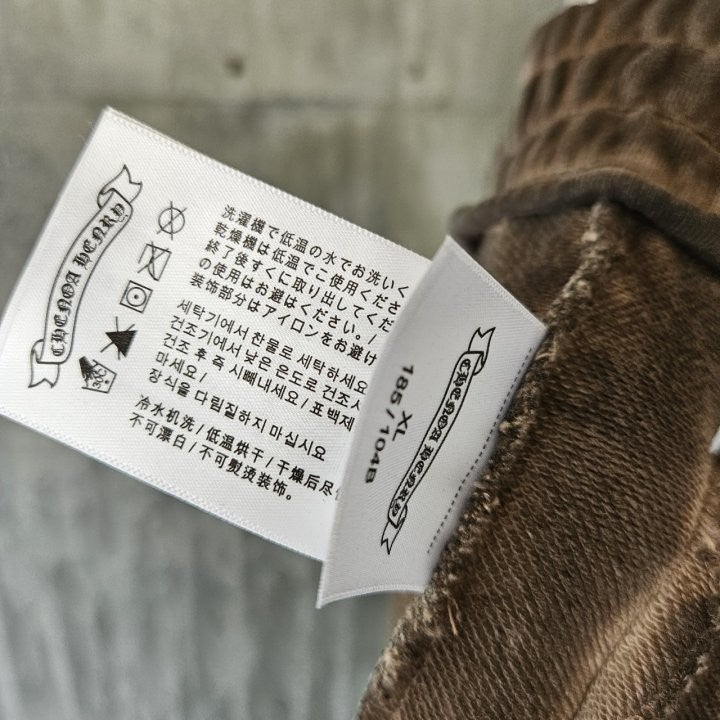 CHENOA HENRY
洗濯機で低温の水でお洗いく
乾燥機は低温でご使用くださ
終了後すぐに取り出してくだ
の使用はお避けください。/
装飾部分はアイロンをお避け
세탁기에서 찬물로 세탁하세요
건조기에서 낮은 온도로 건조시
건조 후 즉시 빼내세요 / 표백제
마세요 /
장식을 다림질하지 마십시요
冷水机洗 / 低温烘干 / 干燥后尽
不可漂白 / 不可熨烫装饰。
XL
185/104B
CHENOA HENRY